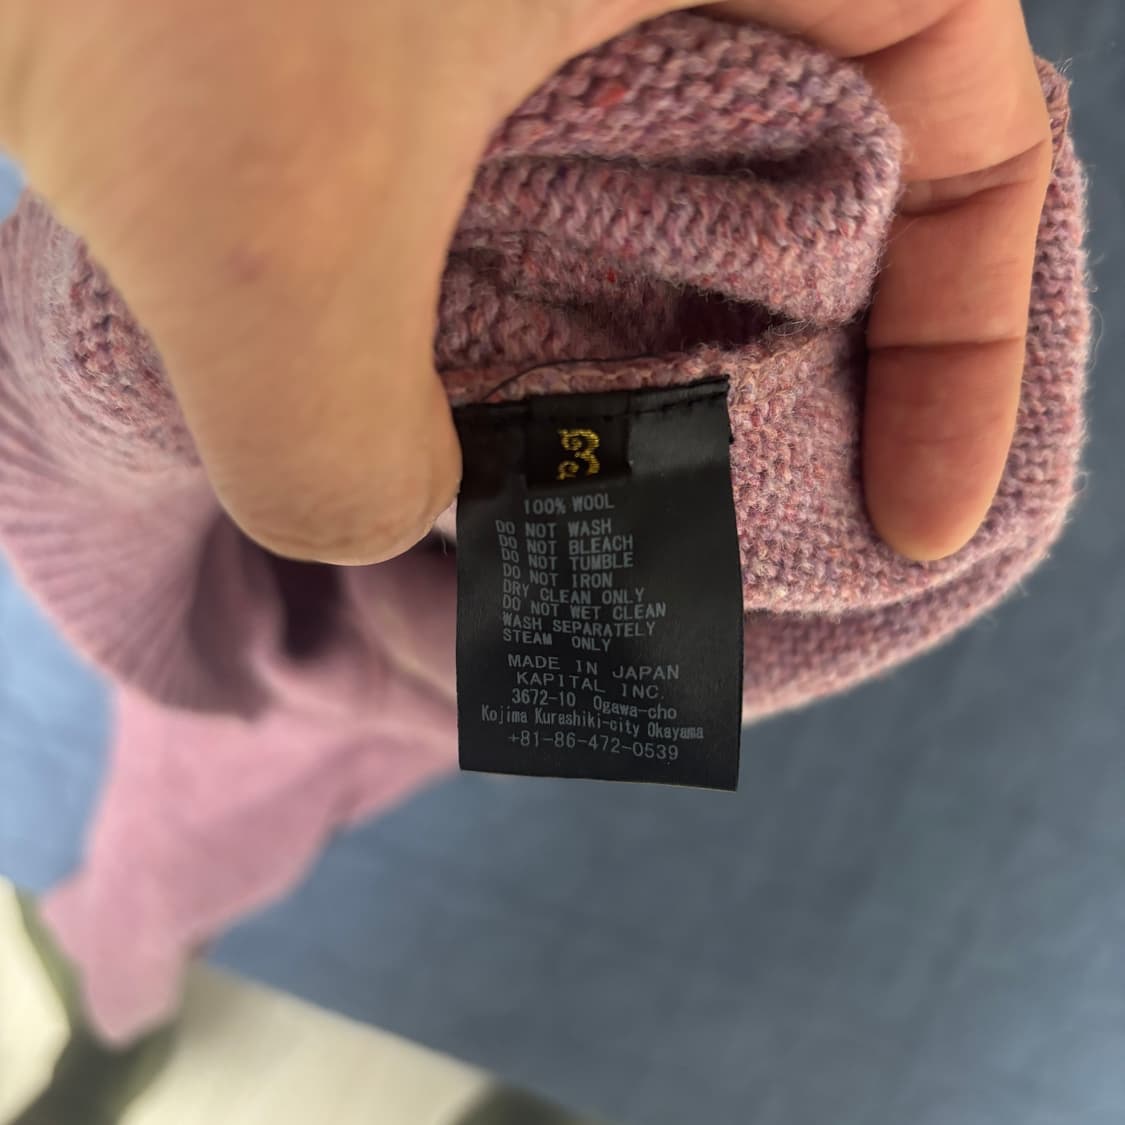 3
100% WOOL
DO NOT WASH
DO NOT BLEACH
DO NOT TUMBLE
DO NOT IRON
DRY CLEAN ONLY
DO NOT WET CLEAN
WASH SEPARATELY
STEAM ONLY
MADE IN JAPAN
KAPITAL INC.
3672-10 Ogawa-cho
Kojima Kurashiki-city Okayama
+81-86-472-0539